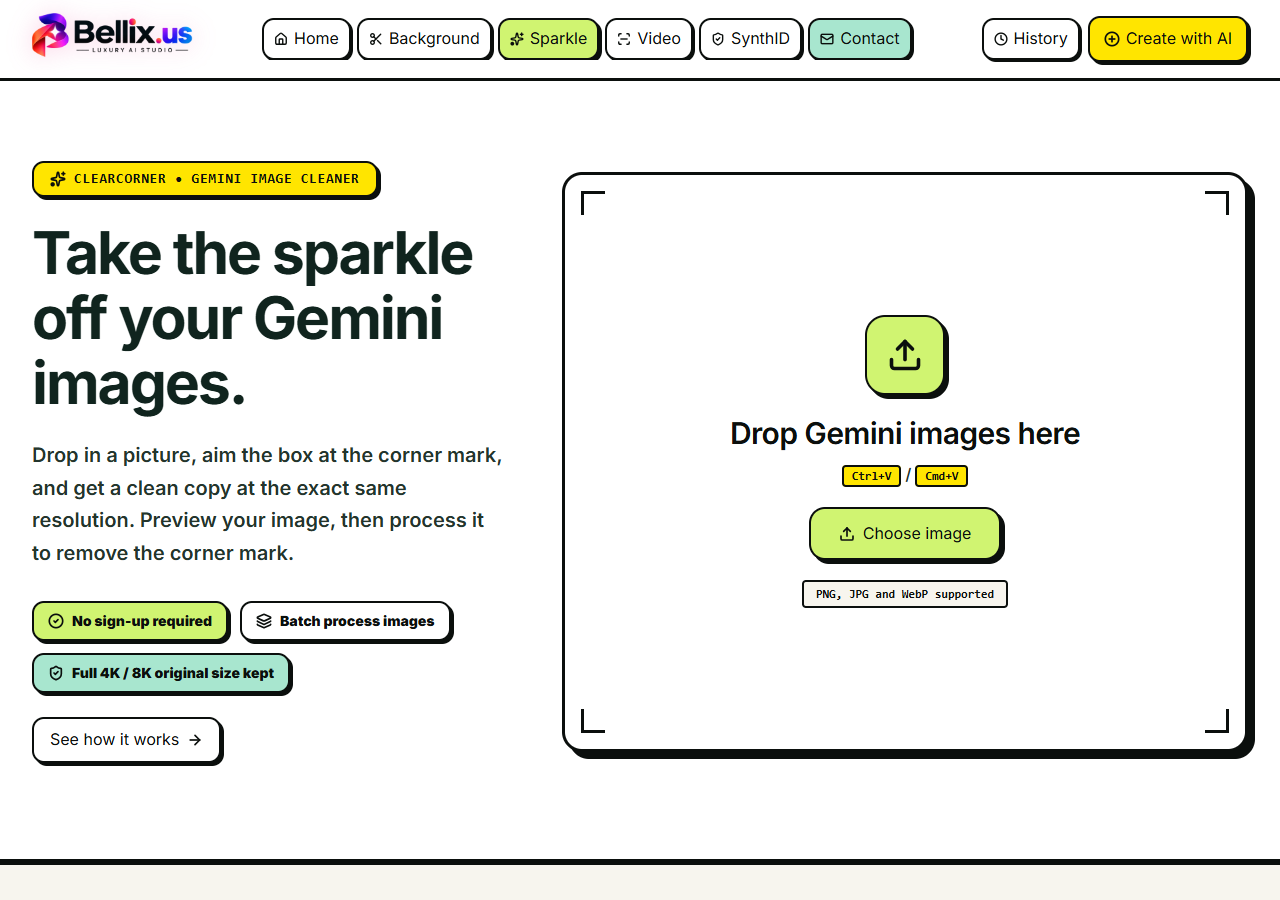 Bellix.us
LUXURY AI STUDIO
Home
Background
Sparkle
Video
SynthID
Contact
History
Create with AI
CLEARCORNER • GEMINI IMAGE CLEANER
Take the sparkle
off your Gemini
images.
Drop in a picture, aim the box at the corner mark,
and get a clean copy at the exact same
resolution. Preview your image, then process it
to remove the corner mark.
No sign-up required
Batch process images
Full 4K / 8K original size kept
See how it works
Drop Gemini images here
Ctrl+V / Cmd+V
Choose image
PNG, JPG and WebP supported